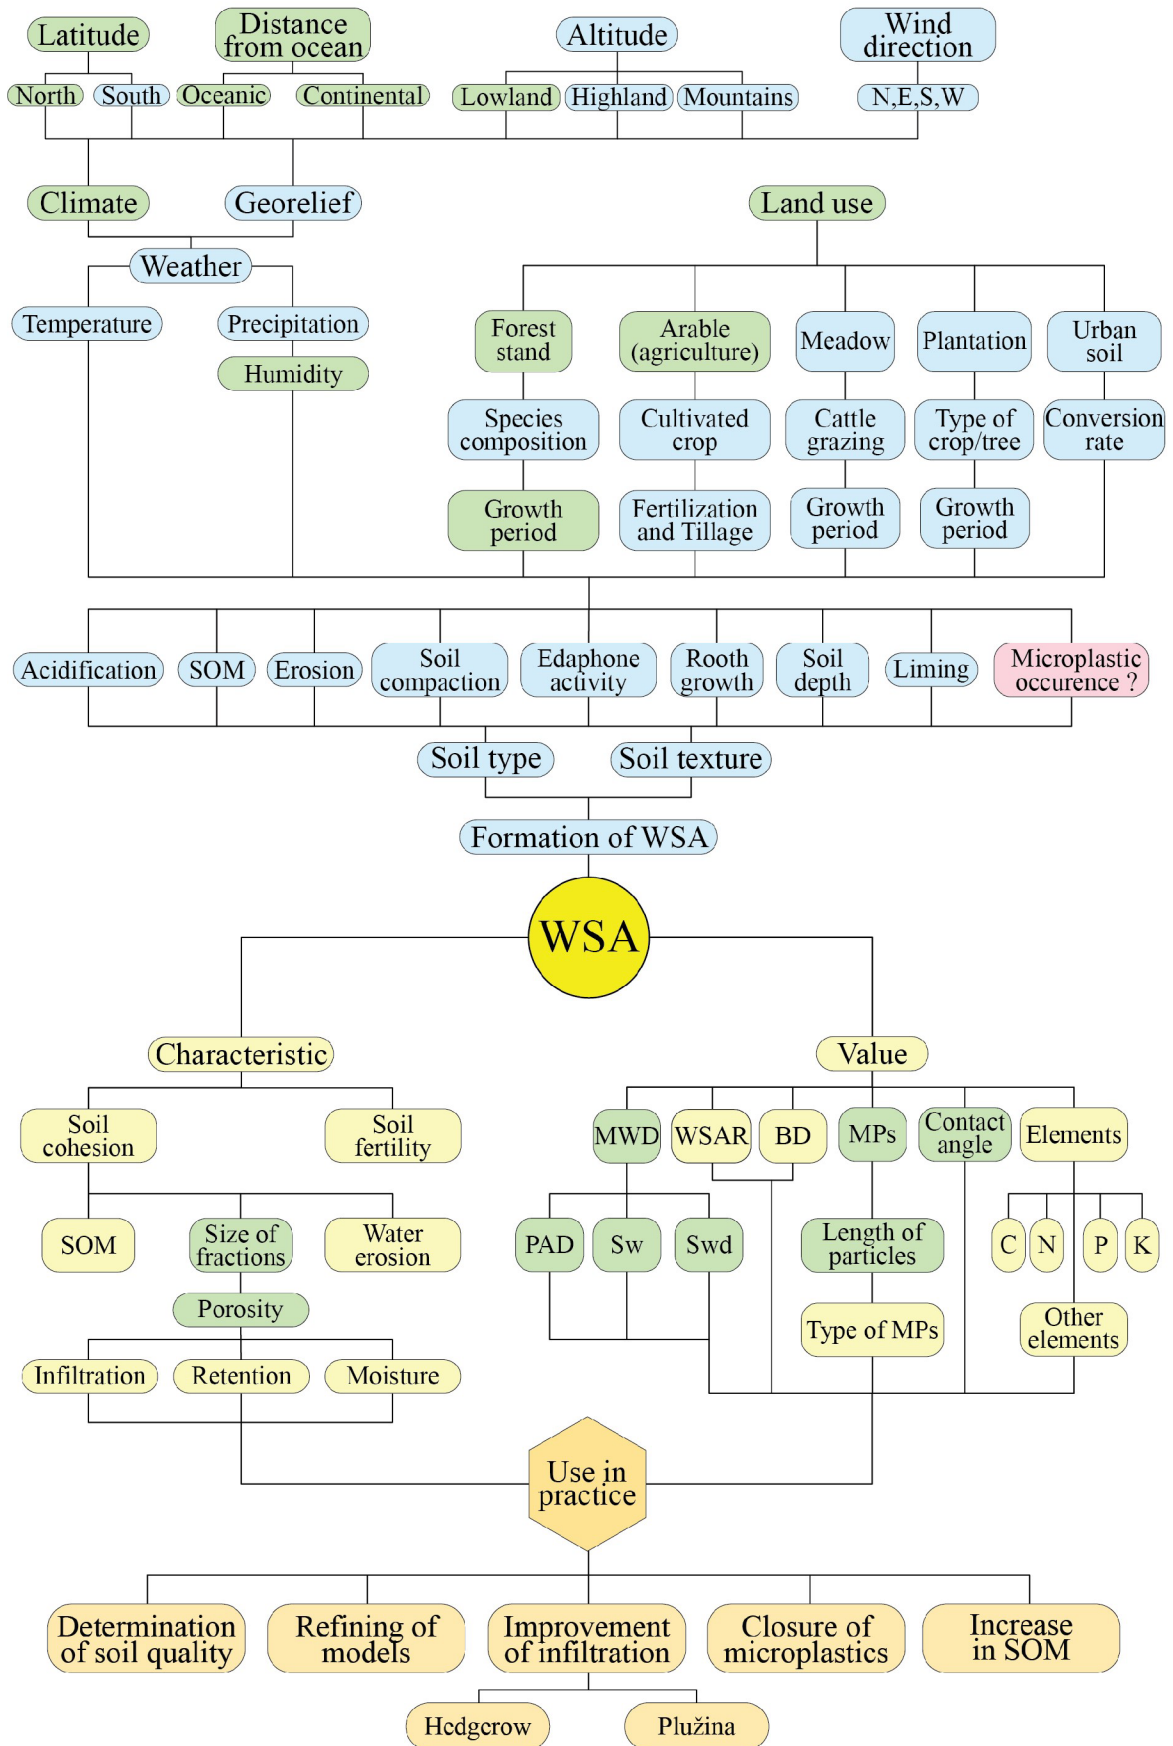 Latitude
Distance
from ocean
Altitude
Wind
direction
North
South
Oceanic
Continental
Lowland
Highland
Mountains
N,E,S,W
Climate
Georelief
Land use
Weather
Temperature
Precipitation
Humidity
Forest
stand
Arable
(agriculture)
Meadow
Plantation
Urban
soil
Species
composition
Cultivated
crop
Cattle
grazing
Type of
crop/tree
Conversion
rate
Growth
period
Fertilization
and Tillage
Growth
period
Growth
period
Acidification
SOM
Erosion
Soil
compaction
Edaphone
activity
Rooth
growth
Soil
depth
Liming
Microplastic
occurence ?
Soil type
Soil texture
Formation of WSA
WSA
Characteristic
Value
Soil
cohesion
Soil
fertility
MWD
WSAR
BD
MPs
Contact
angle
Elements
SOM
Size of
fractions
Water
erosion
PAD
Sw
Swd
Length of
particles
C
N
P
K
Porosity
Type of MPs
Other
elements
Infiltration
Retention
Moisture
Use in
practice
Determination
of soil quality
Refining of
models
Improvement
of infiltration
Closure of
microplastics
Increase
in SOM
Hedgerow
Plužina